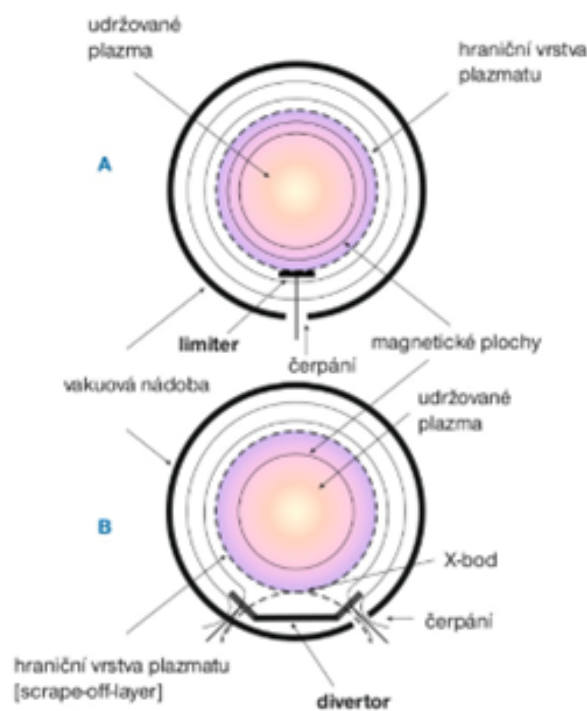 udržované
plazma
hraniční vrstva
plazmatu
A
limiter
čerpání
magnetické plochy
vakuová nádoba
udržované
plazma
B
X-bod
čerpání
hraniční vrstva plazmatu
[scrape-off-layer]
divertor